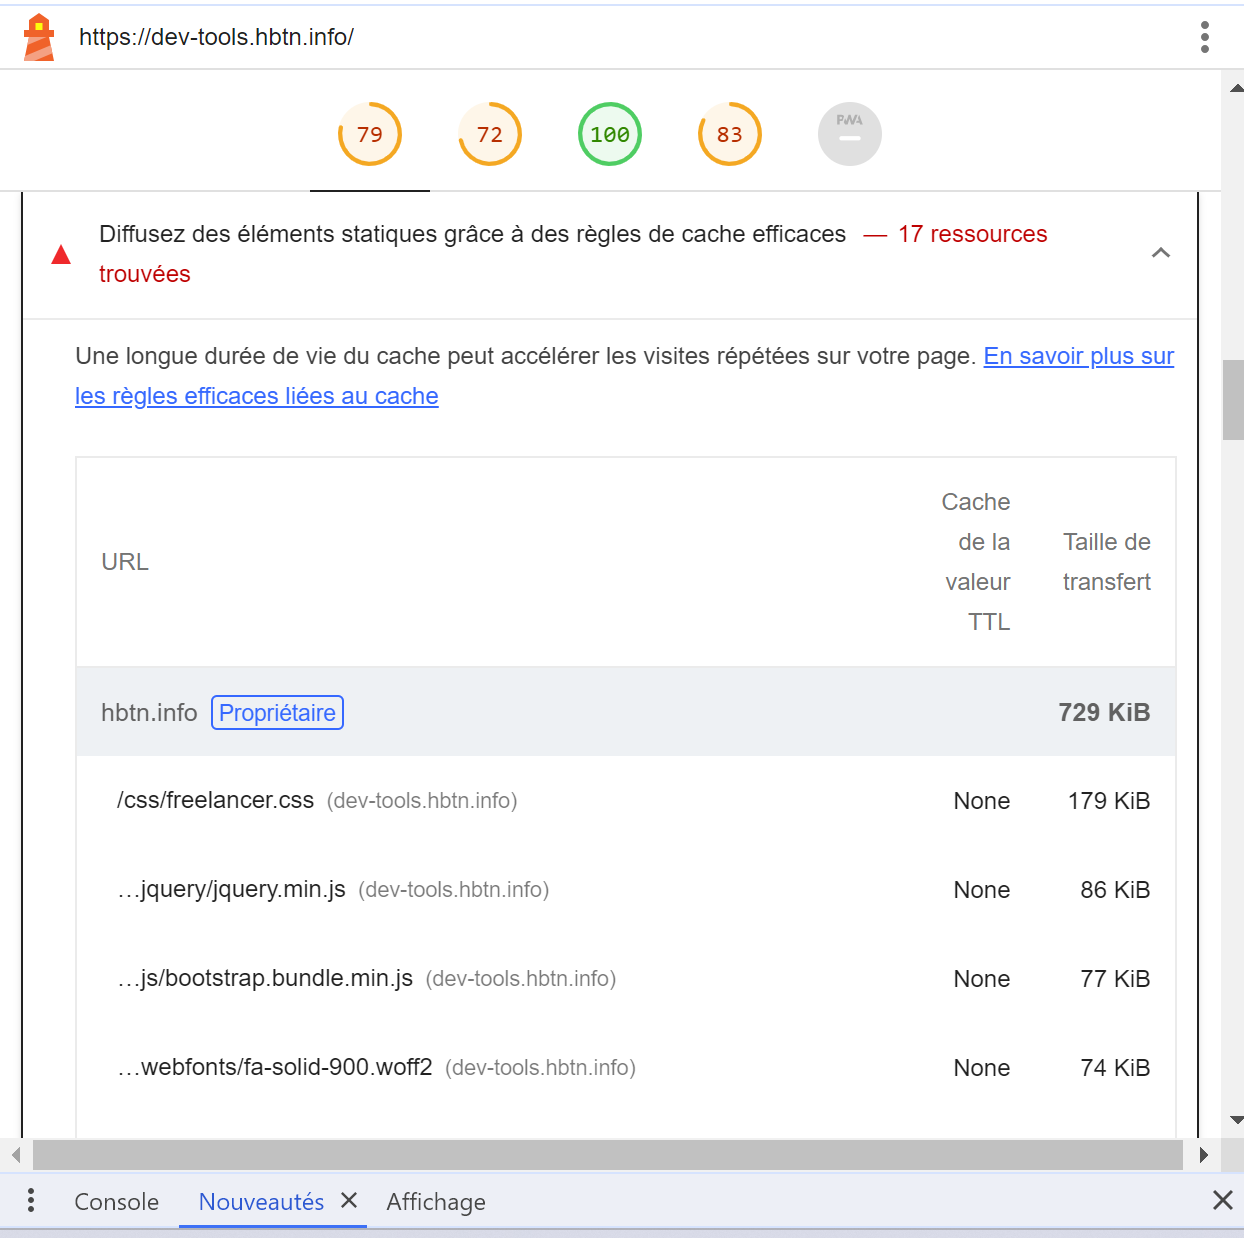 https://dev-tools.hbtn.info/
79 72 100 83 PWA
Diffusez des éléments statiques grâce à des règles de cache efficaces — 17 ressources
trouvées
Une longue durée de vie du cache peut accélérer les visites répétées sur votre page. En savoir plus sur
les règles efficaces liées au cache
URL
Cache
de la
valeur
TTL
Taille de
transfert
hbtn.info Propriétaire 729 KiB
/css/freelancer.css (dev-tools.hbtn.info) None 179 KiB
…jquery/jquery.min.js (dev-tools.hbtn.info) None 86 KiB
…js/bootstrap.bundle.min.js (dev-tools.hbtn.info) None 77 KiB
…webfonts/fa-solid-900.woff2 (dev-tools.hbtn.info) None 74 KiB
Console Nouveautés Affichage